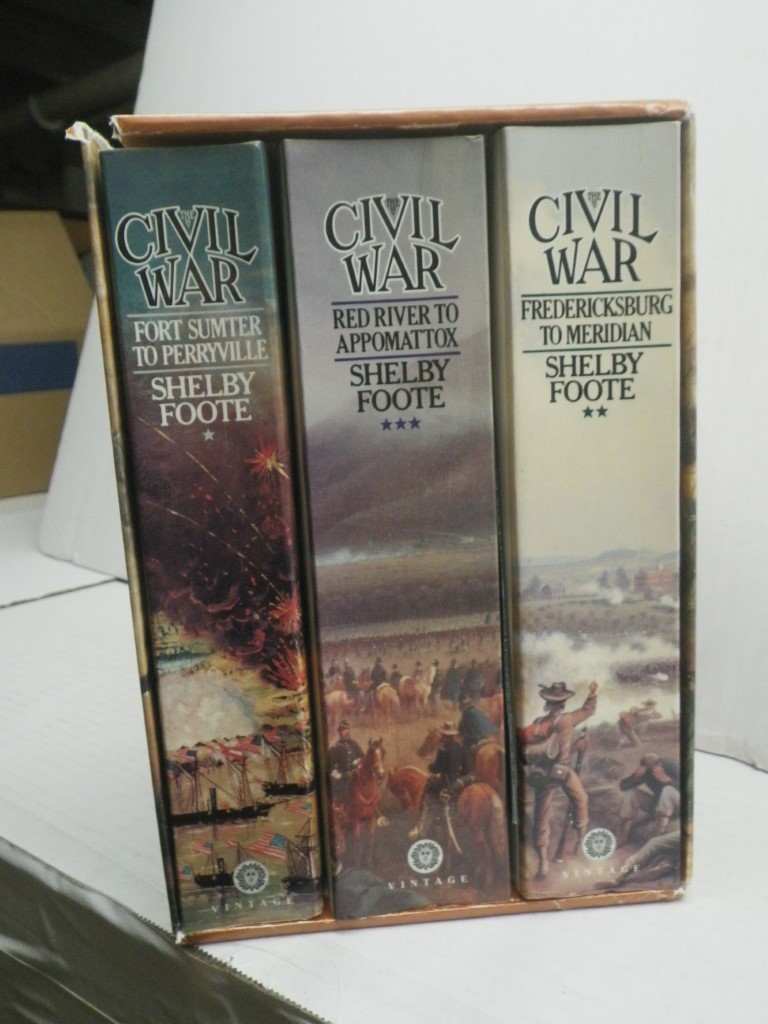 THE
CIVIL
WAR
FORT SUMTER
TO PERRYVILLE
SHELBY
FOOTE
VINTAGE
THE
CIVIL
WAR
RED RIVER TO
APPOMATTOX
SHELBY
FOOTE
VINTAGE
THE
CIVIL
WAR
FREDERICKSBURG
TO MERIDIAN
SHELBY
FOOTE
VINTAGE